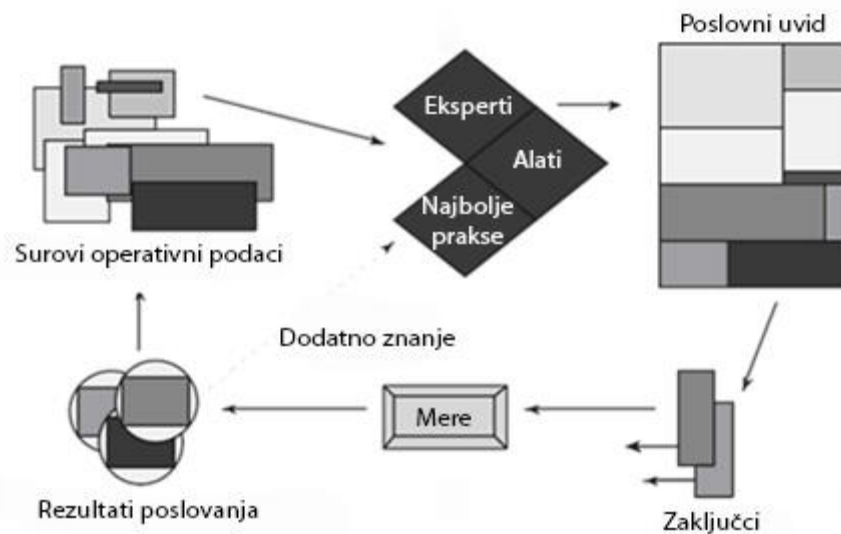 Poslovni uvid
Eksperti
Alati
Najbolje
prakse
Surovi operativni podaci
Dodatno znanje
Mere
Rezultati poslovanja
Zaključci